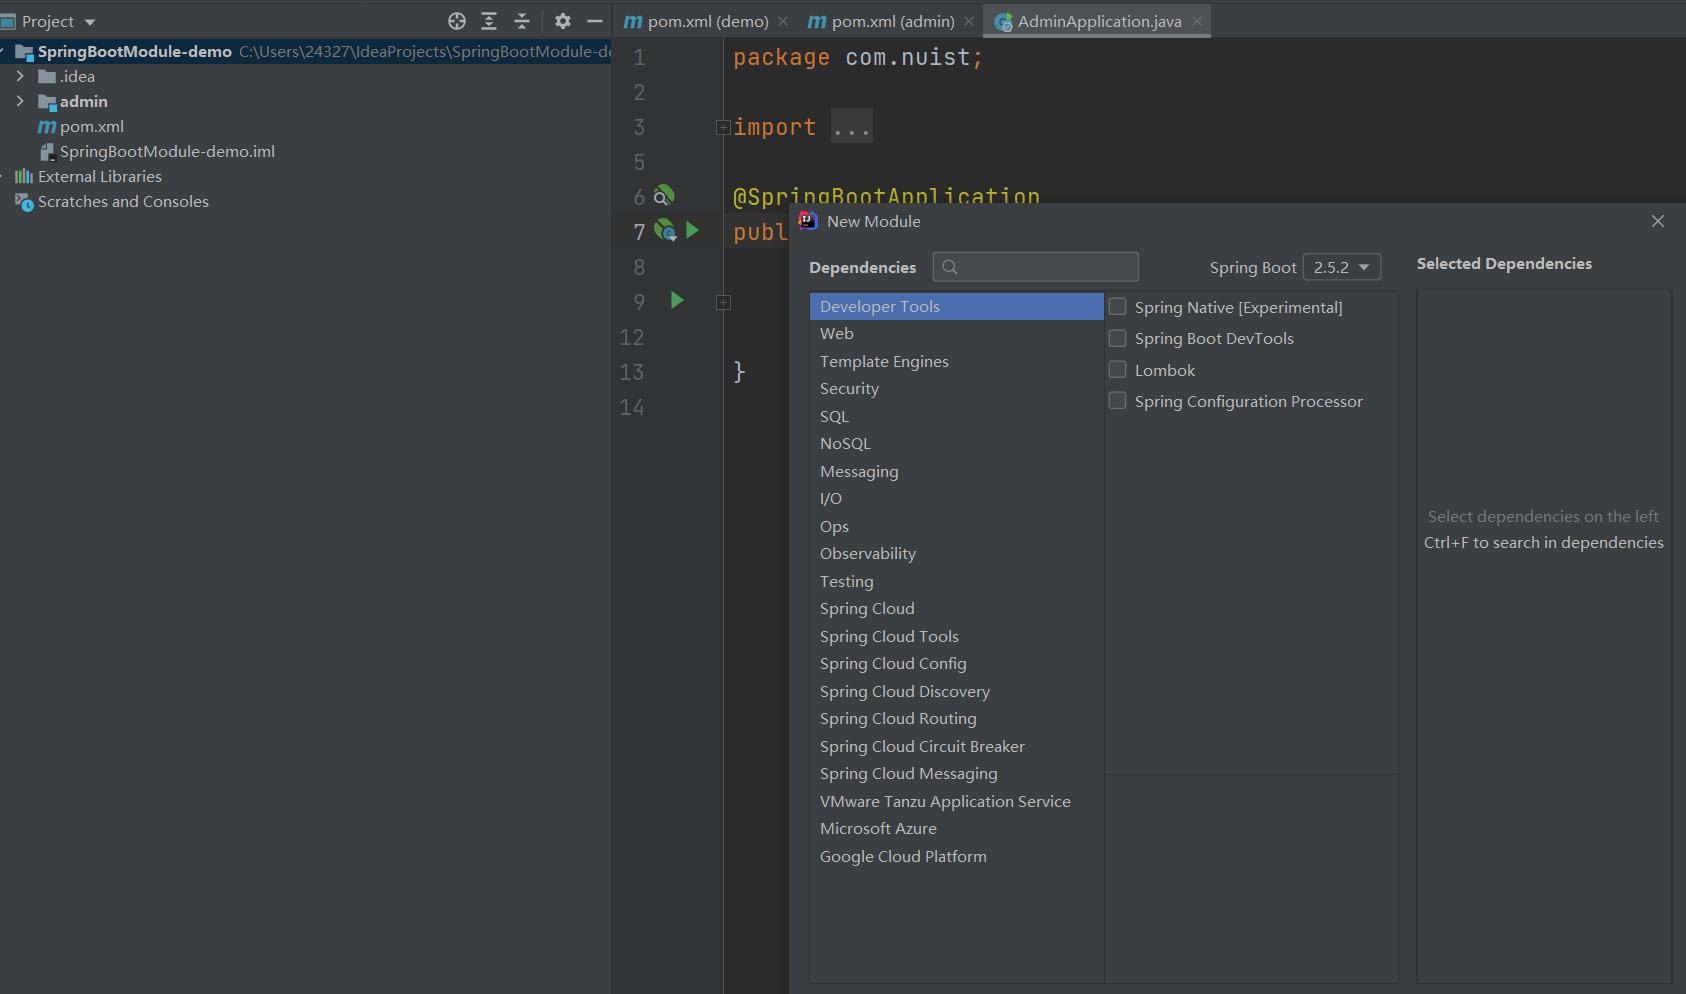 Project
SpringBootModule-demo C:\Users\24327\IdeaProjects\SpringBootModule-de
.idea
admin
pom.xml
SpringBootModule-demo.iml
External Libraries
Scratches and Consoles
pom.xml (demo)
pom.xml (admin)
AdminApplication.java
1 package com.nuist;
2
3 import ...
5
6 @SpringBootApplication
7 publ
8
9
12
13 }
14
New Module
Dependencies
Spring Boot 2.5.2
Selected Dependencies
Developer Tools
Web
Template Engines
Security
SQL
NoSQL
Messaging
I/O
Ops
Observability
Testing
Spring Cloud
Spring Cloud Tools
Spring Cloud Config
Spring Cloud Discovery
Spring Cloud Routing
Spring Cloud Circuit Breaker
Spring Cloud Messaging
VMware Tanzu Application Service
Microsoft Azure
Google Cloud Platform
Spring Native [Experimental]
Spring Boot DevTools
Lombok
Spring Configuration Processor
Select dependencies on the left
Ctrl+F to search in dependencies